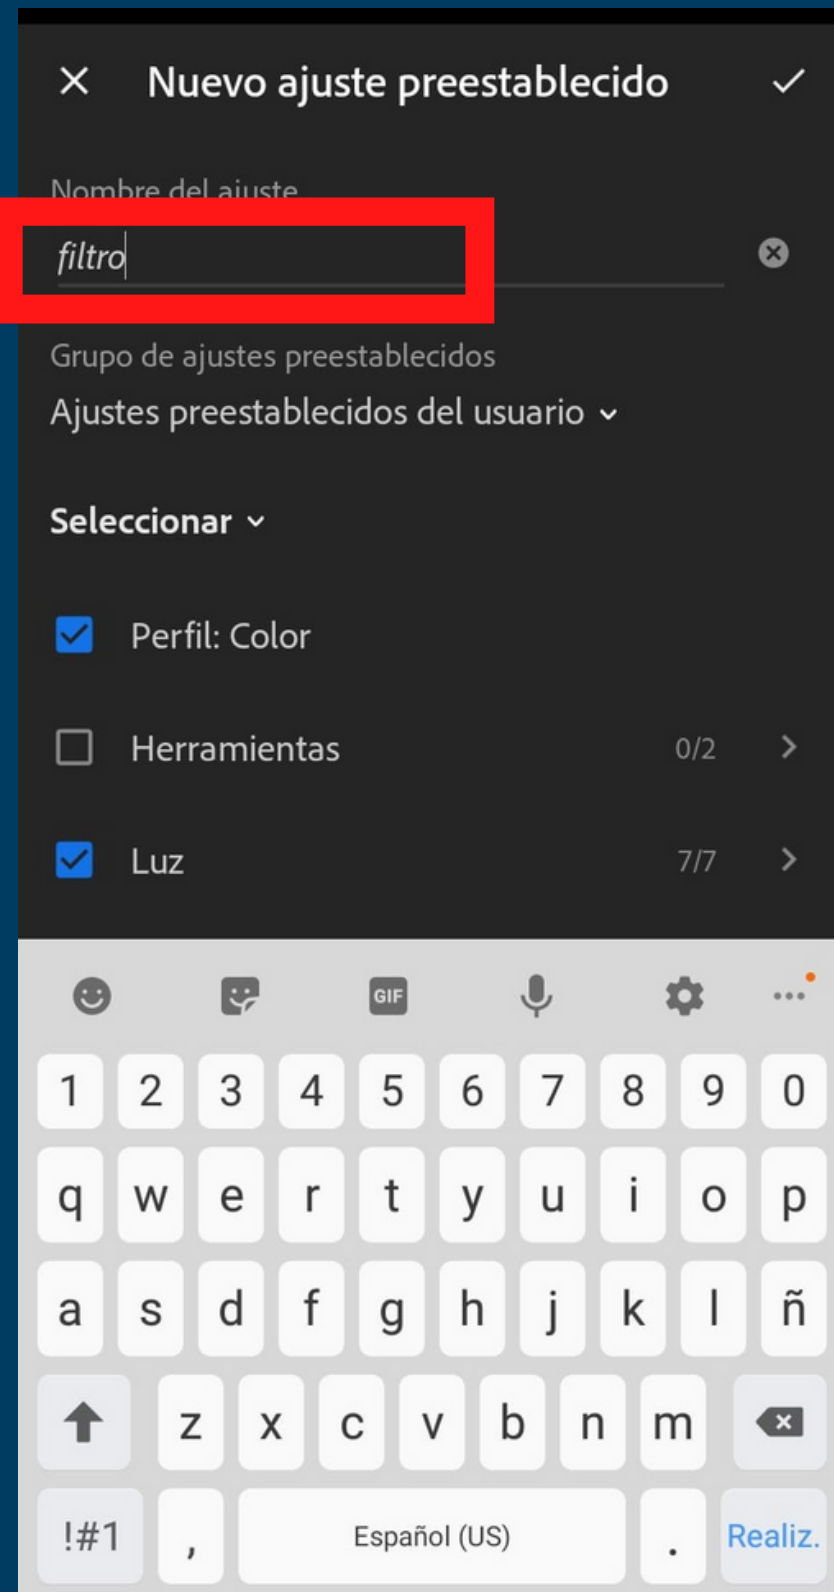 Nuevo ajuste preestablecido
Nombre del ajuste
filtro
Grupo de ajustes preestablecidos
Ajustes preestablecidos del usuario
Seleccionar
Perfil: Color
Herramientas 0/2
Luz 7/7
GIF
1 2 3 4 5 6 7 8 9 0
q w e r t y u i o p
a s d f g h j k l ñ
z x c v b n m
!#1 , Español (US) . Realiz.